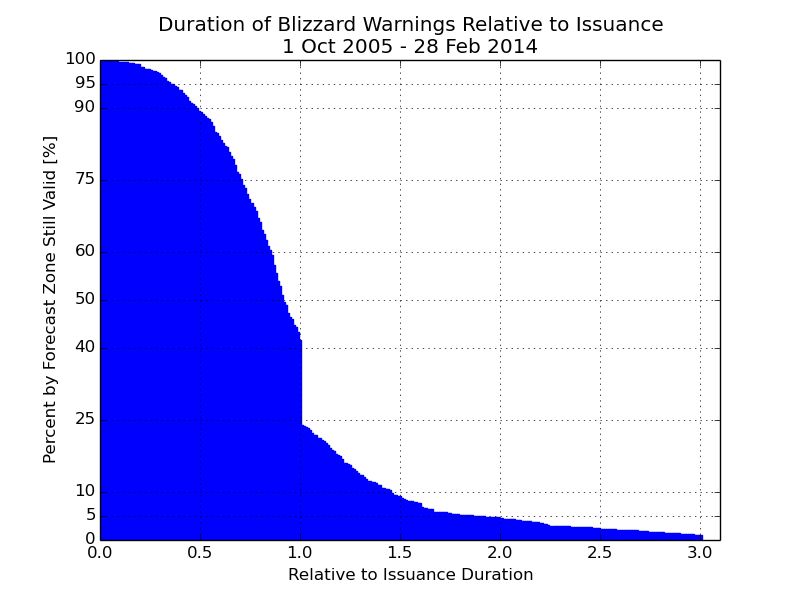 Duration of Blizzard Warnings Relative to Issuance
1 Oct 2005 - 28 Feb 2014
Percent by Forecast Zone Still Valid [%]
100
95
90
75
60
50
40
25
10
5
0
0.0 0.5 1.0 1.5 2.0 2.5 3.0
Relative to Issuance Duration